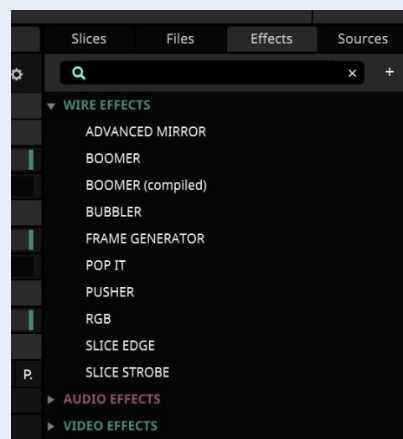 Slices Files Effects Sources
WIRE EFFECTS
ADVANCED MIRROR
BOOMER
BOOMER (compiled)
BUBBLER
FRAME GENERATOR
POP IT
PUSHER
RGB
SLICE EDGE
P. SLICE STROBE
AUDIO EFFECTS
VIDEO EFFECTS